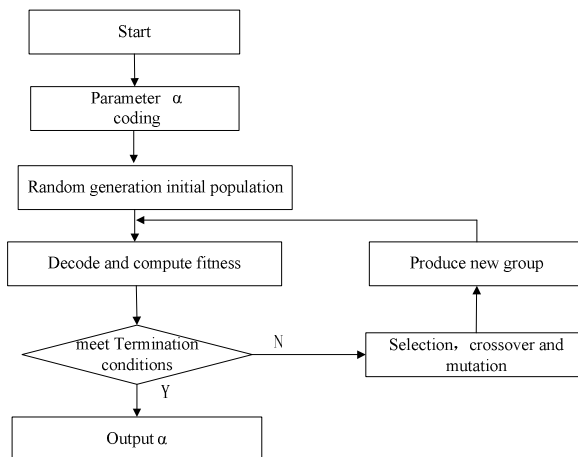 Start
Parameter α
coding
Random generation initial population
Decode and compute fitness
Produce new group
meet Termination
conditions
N
Selection，crossover and
mutation
Y
Output α